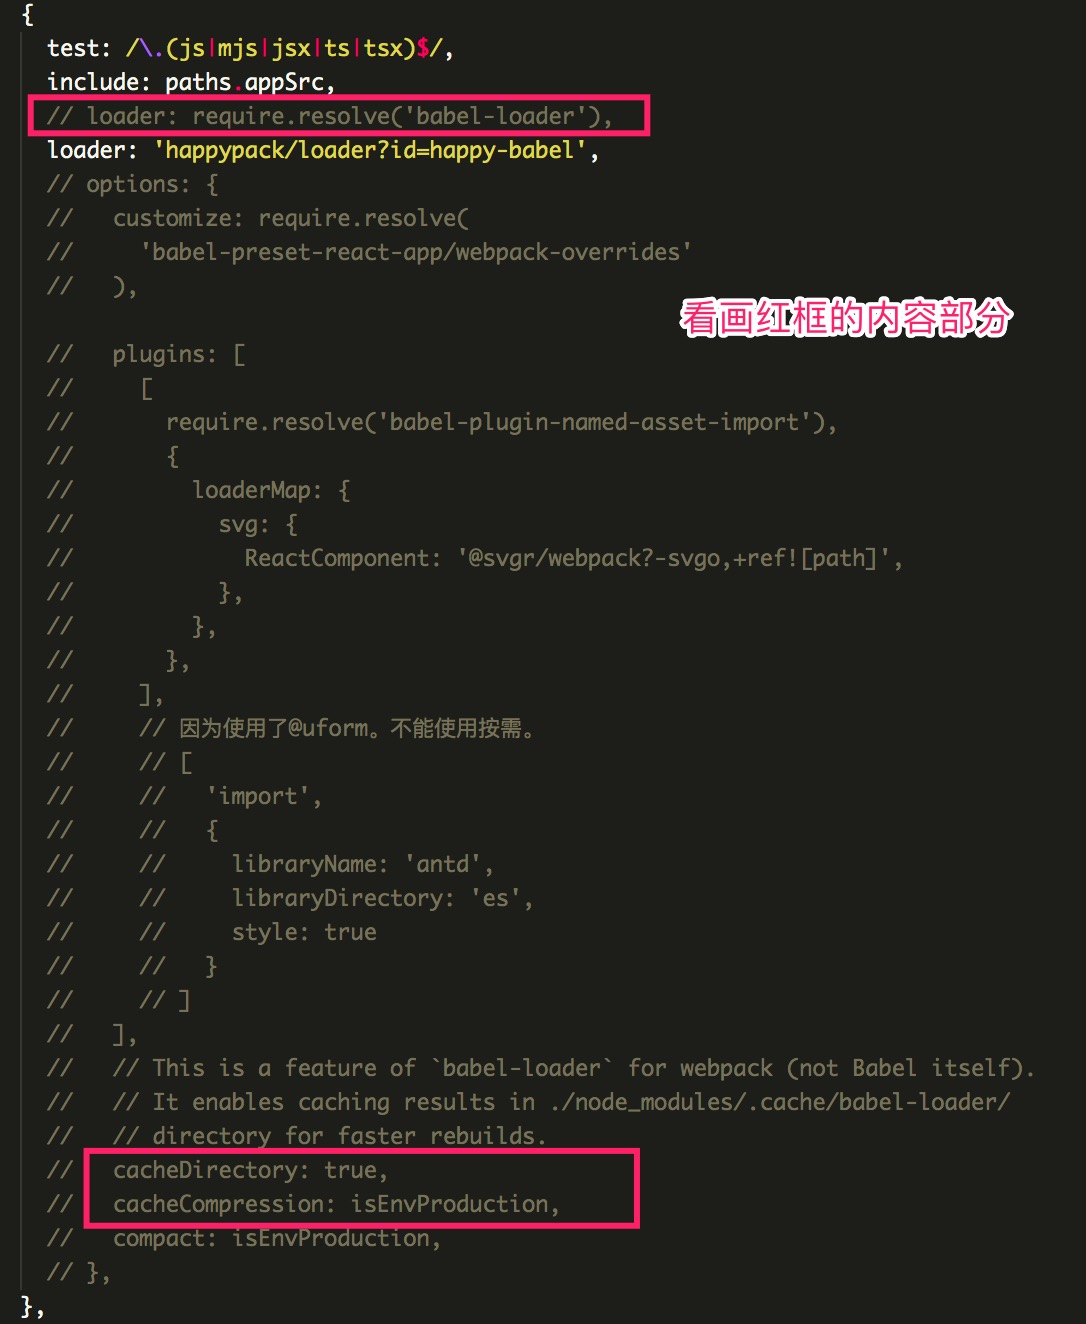 {
test: /\.(js|mjs|jsx|ts|tsx)$/,
include: paths.appSrc,
// loader: require.resolve('babel-loader'),
loader: 'happypack/loader?id=happy-babel',
// options: {
//   customize: require.resolve(
//     'babel-preset-react-app/webpack-overrides'
//   ),
看画红框的内容部分
//   plugins: [
//     [
//       require.resolve('babel-plugin-named-asset-import'),
//       {
//         loaderMap: {
//           svg: {
//             ReactComponent: '@svgr/webpack?-svgo,+ref![path]',
//           },
//         },
//       },
//     ],
//     // 因为使用了@uform。不能使用按需。
//     // [
//     //   'import',
//     //   {
//     //     libraryName: 'antd',
//     //     libraryDirectory: 'es',
//     //     style: true
//     //   }
//     // ]
//   ],
//   // This is a feature of `babel-loader` for webpack (not Babel itself).
//   // It enables caching results in ./node_modules/.cache/babel-loader/
//   // directory for faster rebuilds.
//   cacheDirectory: true,
//   cacheCompression: isEnvProduction,
//   compact: isEnvProduction,
// },
},